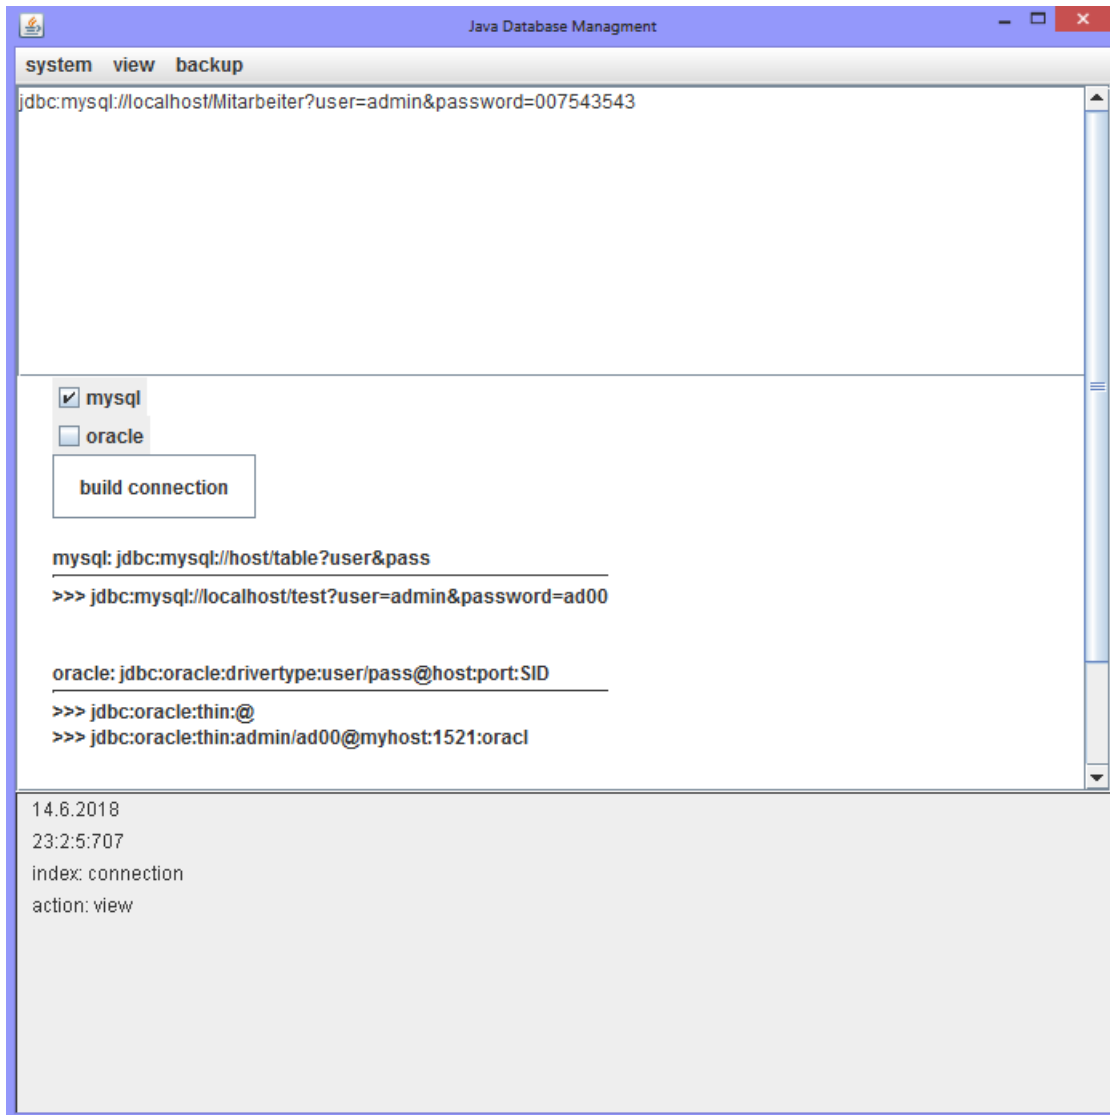 Java Database Managment
system view backup
jdbc:mysql://localhost/Mitarbeiter?user=admin&password=007543543
mysql
oracle
build connection
mysql: jdbc:mysql://host/table?user&pass
>>> jdbc:mysql://localhost/test?user=admin&password=ad00
oracle: jdbc:oracle:drivertype:user/pass@host:port:SID
>>> jdbc:oracle:thin:@
>>> jdbc:oracle:thin:admin/ad00@myhost:1521:oracl
14.6.2018
23:2:5:707
index: connection
action: view